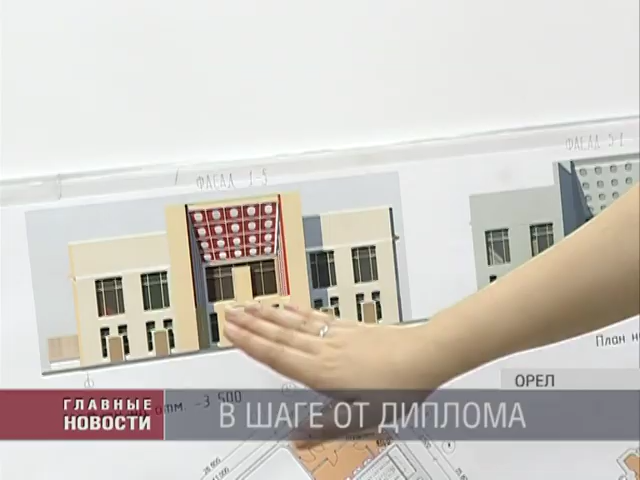 ФАСАД 1-5
ФАСАД 5-1
План н
отм. -3.500
ОРЕЛ
ГЛАВНЫЕ
НОВОСТИ
В ШАГЕ ОТ ДИПЛОМА